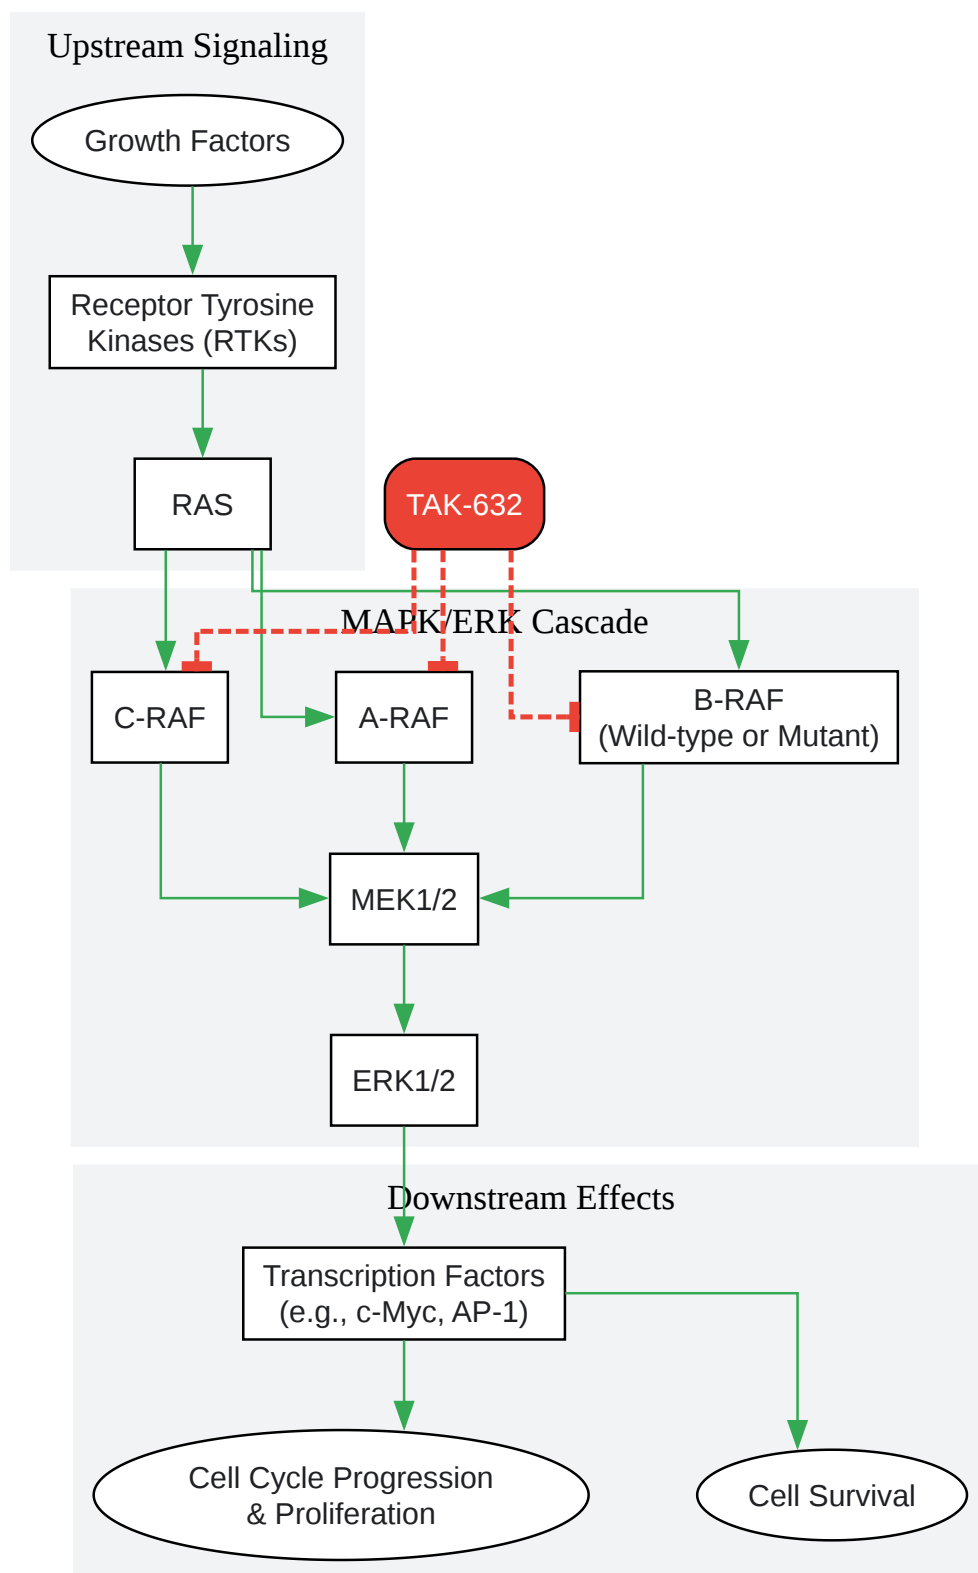 Upstream Signaling
Growth Factors
Receptor Tyrosine
Kinases (RTKs)
RAS
TAK-632
MAPK/ERK Cascade
C-RAF
A-RAF
B-RAF
(Wild-type or Mutant)
MEK1/2
ERK1/2
Downstream Effects
Transcription Factors
(e.g., c-Myc, AP-1)
Cell Cycle Progression
& Proliferation
Cell Survival